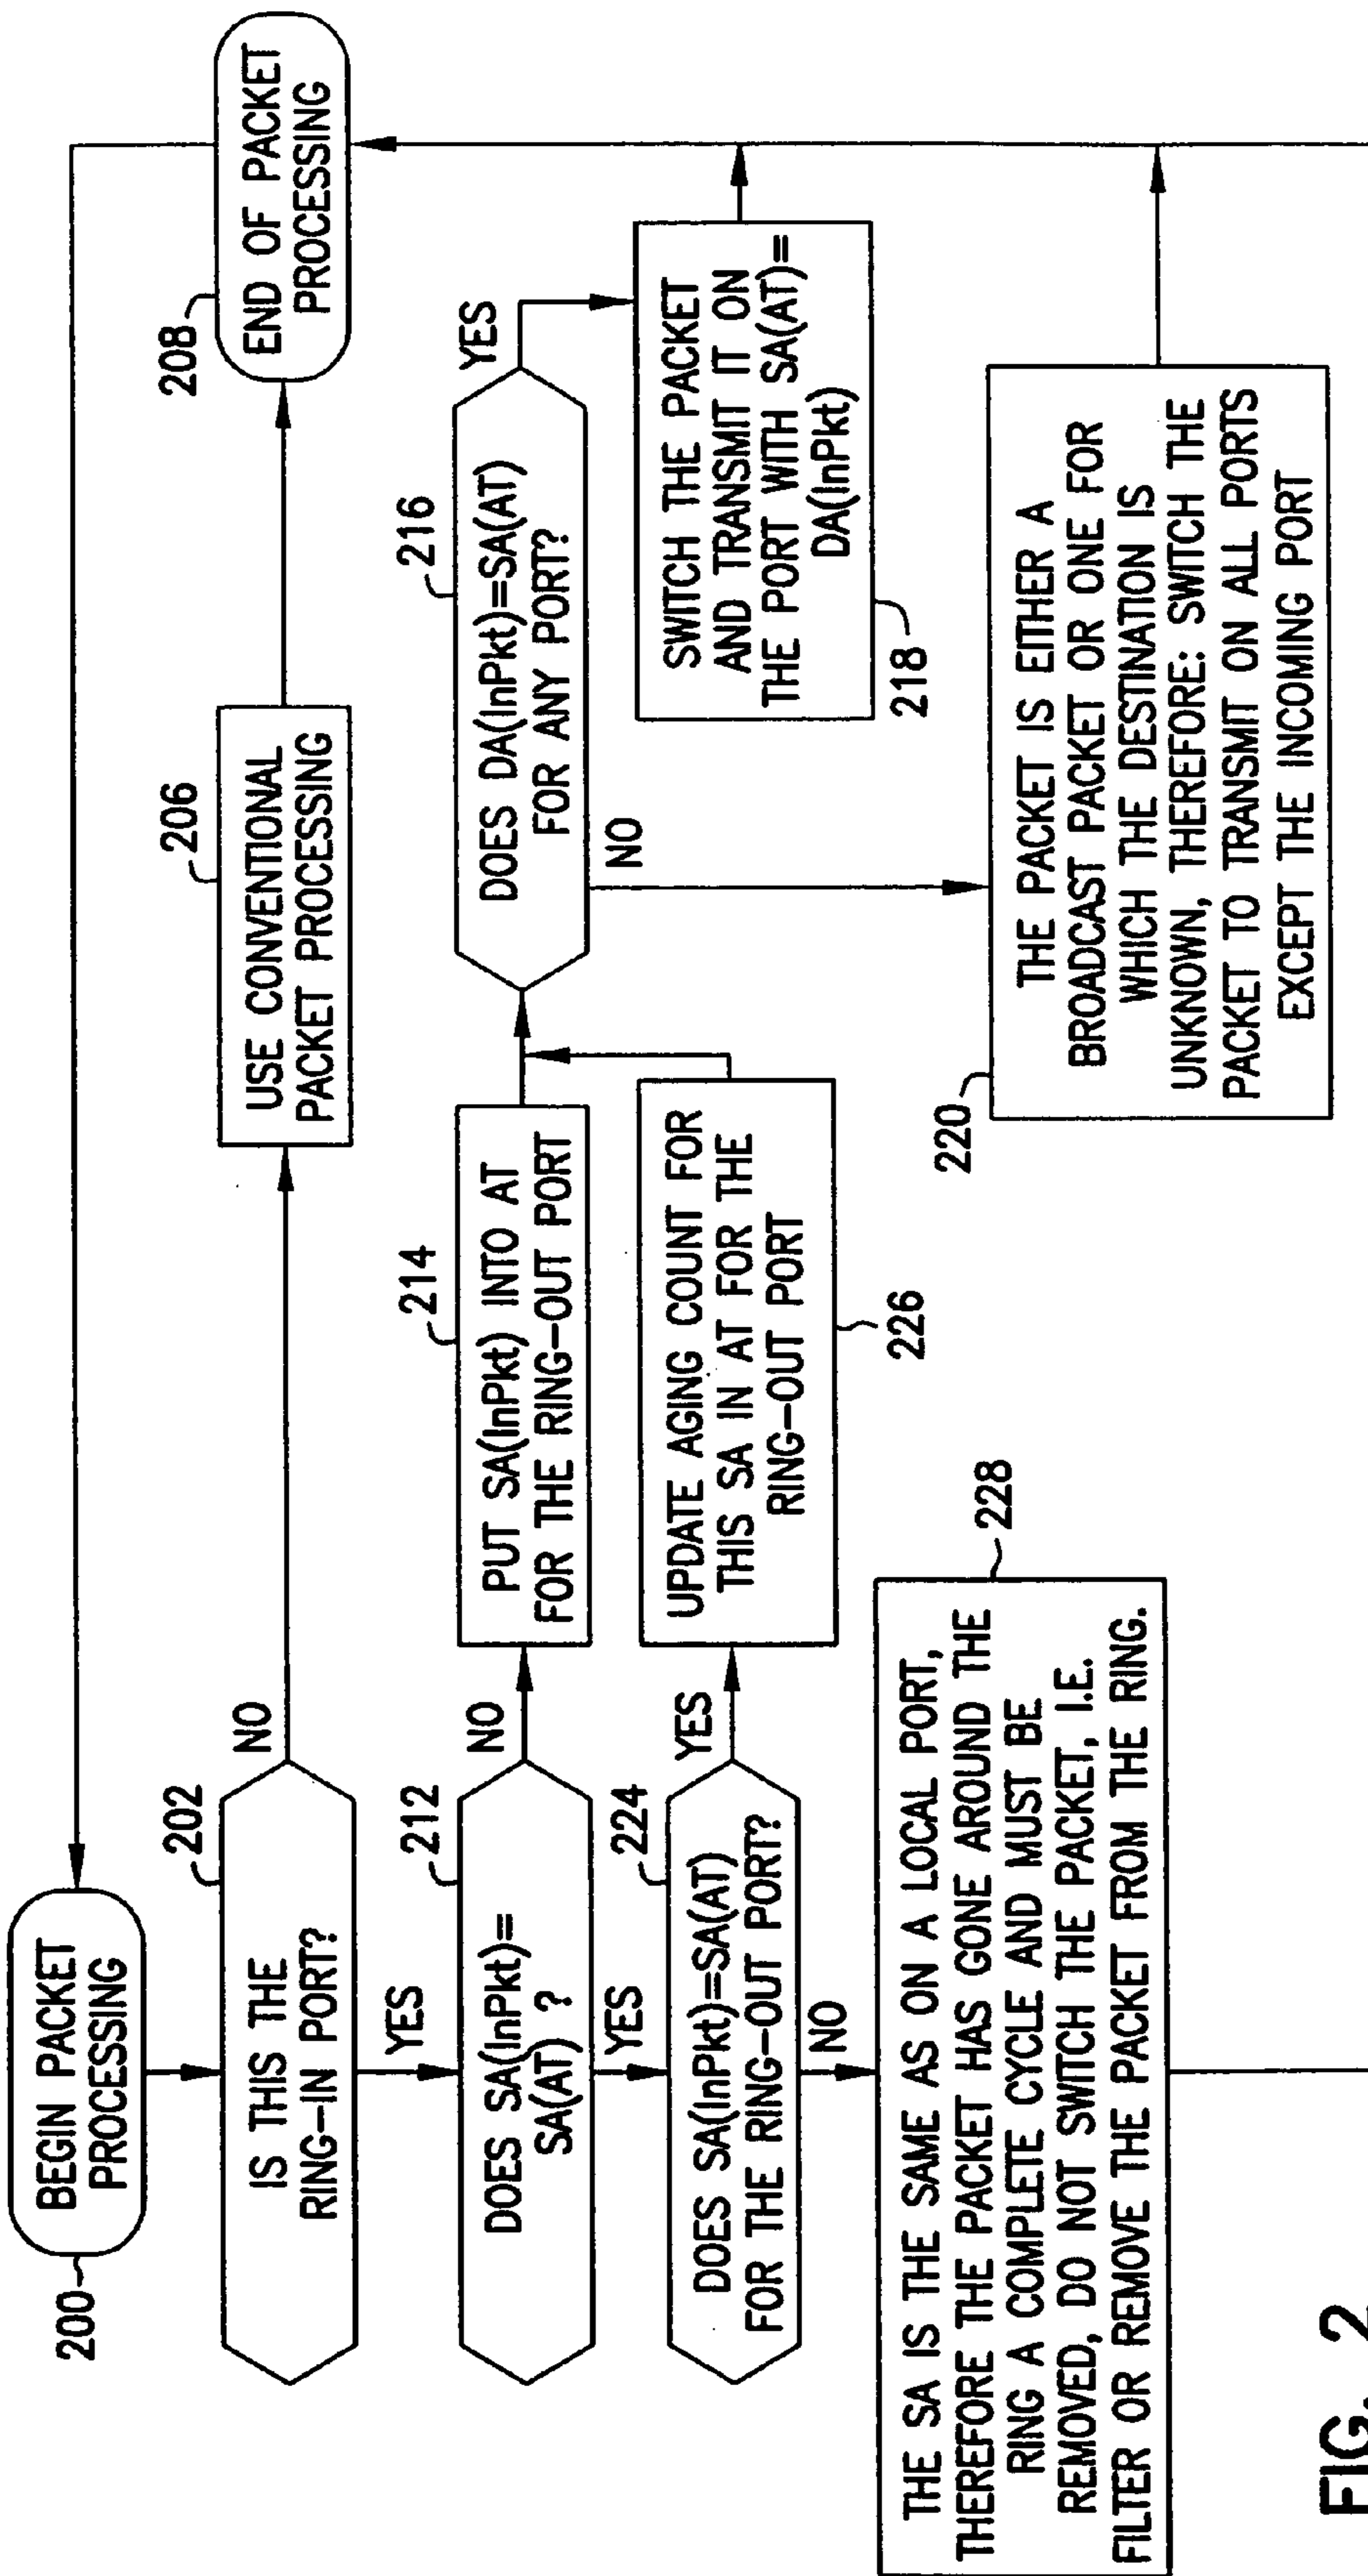 200
BEGIN PACKET
PROCESSING
202
IS THIS THE
RING-IN PORT?
NO
YES
206
USE CONVENTIONAL
PACKET PROCESSING
208
END OF PACKET
PROCESSING
212
DOES SA(InPkt)=
SA(AT) ?
NO
YES
214
PUT SA(InPkt) INTO AT
FOR THE RING-OUT PORT
216
DOES DA(InPkt)=SA(AT)
FOR ANY PORT?
YES
NO
SWITCH THE PACKET
AND TRANSMIT IT ON
THE PORT WITH SA(AT)=
DA(InPkt)
218
224
DOES SA(InPkt)=SA(AT)
FOR THE RING-OUT PORT?
YES
NO
UPDATE AGING COUNT FOR
THIS SA IN AT FOR THE
RING-OUT PORT
226
220
THE PACKET IS EITHER A
BROADCAST PACKET OR ONE FOR
WHICH THE DESTINATION IS
UNKNOWN, THEREFORE: SWITCH THE
PACKET TO TRANSMIT ON ALL PORTS
EXCEPT THE INCOMING PORT
228
THE SA IS THE SAME AS ON A LOCAL PORT,
THEREFORE THE PACKET HAS GONE AROUND THE
RING A COMPLETE CYCLE AND MUST BE
REMOVED, DO NOT SWITCH THE PACKET, I.E.
FILTER OR REMOVE THE PACKET FROM THE RING.
FIG. 2